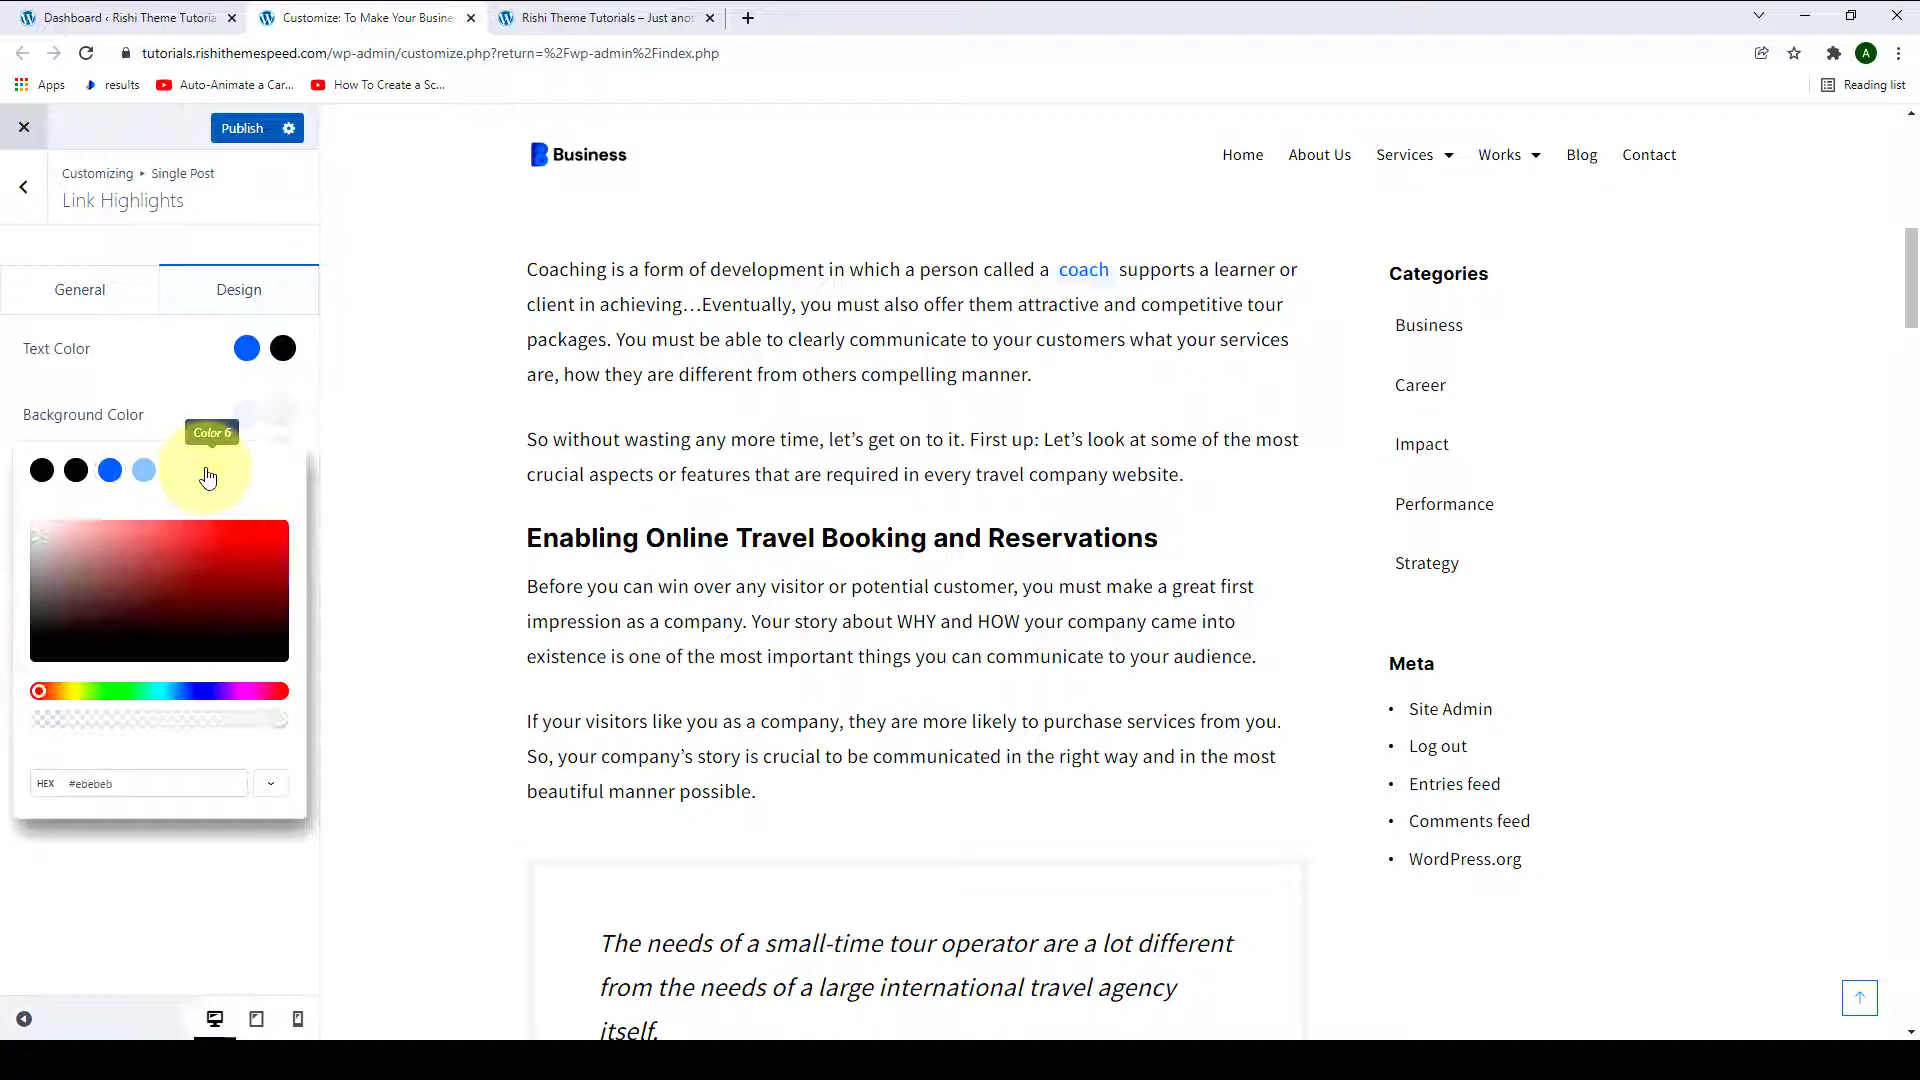 Dashboard ‹ Rishi Theme Tutoria
Customize: To Make Your Busine
Rishi Theme Tutorials – Just anot
tutorials.rishithemespeed.com/wp-admin/customize.php?return=%2Fwp-admin%2Findex.php
A
Apps
results
Auto-Animate a Car...
How To Create a Sc...
Reading list
Publish
Customizing ▸ Single Post
Link Highlights
General
Design
Text Color
Background Color
Color 6
HEX #ebebeb
Business
Home
About Us
Services
Works
Blog
Contact
Coaching is a form of development in which a person called a coach supports a learner or
client in achieving…Eventually, you must also offer them attractive and competitive tour
packages. You must be able to clearly communicate to your customers what your services
are, how they are different from others compelling manner.
So without wasting any more time, let’s get on to it. First up: Let’s look at some of the most
crucial aspects or features that are required in every travel company website.
Enabling Online Travel Booking and Reservations
Before you can win over any visitor or potential customer, you must make a great first
impression as a company. Your story about WHY and HOW your company came into
existence is one of the most important things you can communicate to your audience.
If your visitors like you as a company, they are more likely to purchase services from you.
So, your company’s story is crucial to be communicated in the right way and in the most
beautiful manner possible.
The needs of a small-time tour operator are a lot different
from the needs of a large international travel agency
itself.
Categories
Business
Career
Impact
Performance
Strategy
Meta
• Site Admin
• Log out
• Entries feed
• Comments feed
• WordPress.org